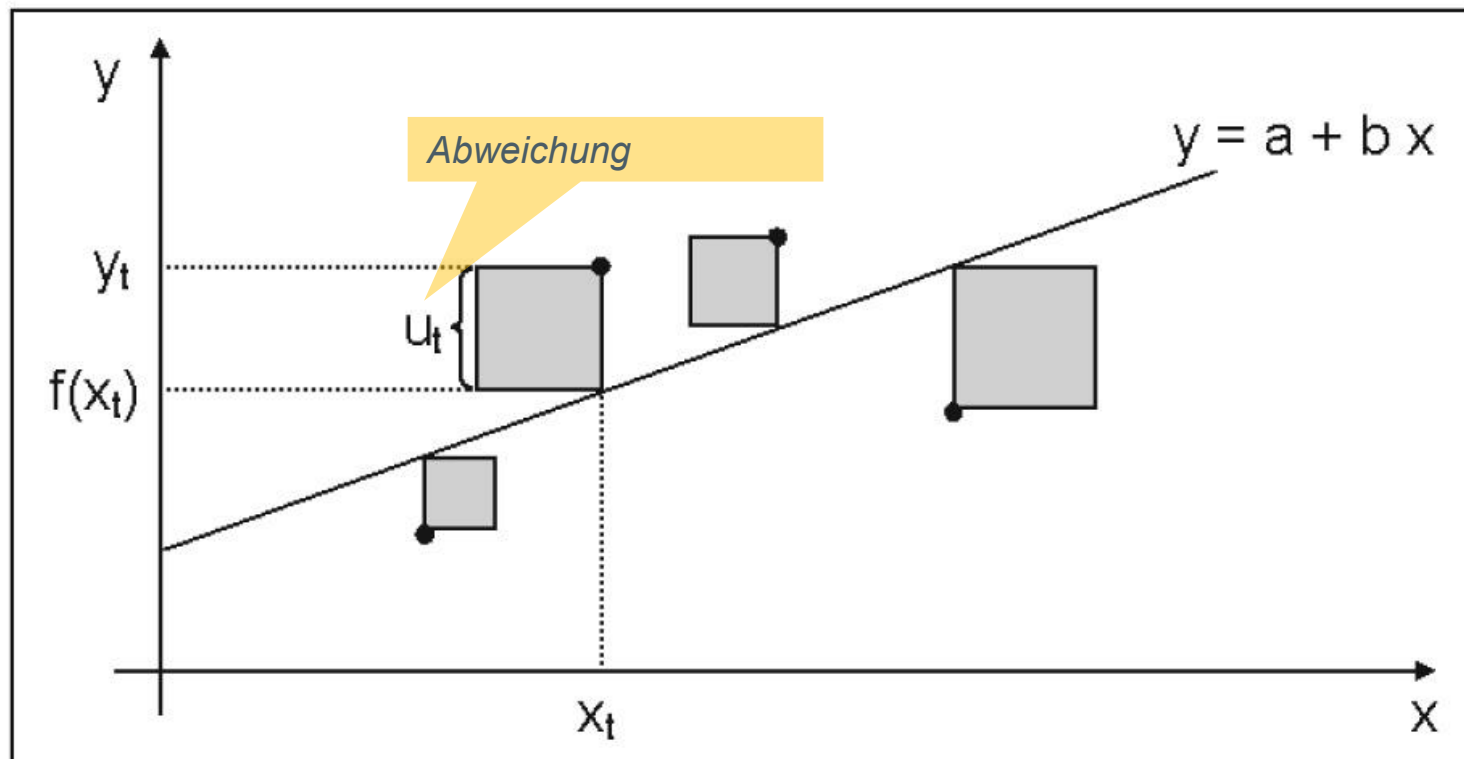 y
Abweichung
y = a + b x
yₜ
uₜ
f(xₜ)
xₜ
x